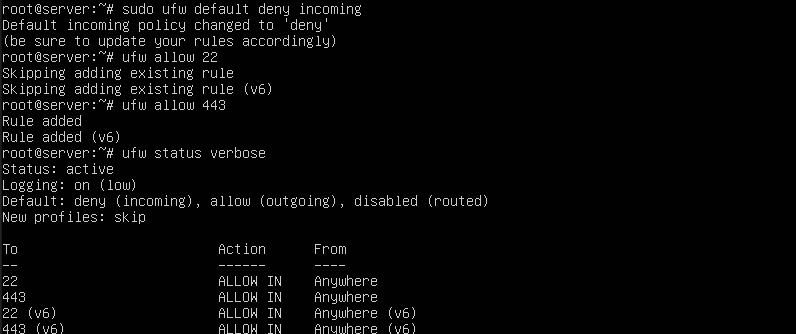 root@server:~# sudo ufw default deny incoming
Default incoming policy changed to 'deny'
(be sure to update your rules accordingly)
root@server:~# ufw allow 22
Skipping adding existing rule
Skipping adding existing rule (v6)
root@server:~# ufw allow 443
Rule added
Rule added (v6)
root@server:~# ufw status verbose
Status: active
Logging: on (low)
Default: deny (incoming), allow (outgoing), disabled (routed)
New profiles: skip
To                         Action      From
--                         ------      ----
22                         ALLOW IN    Anywhere
443                        ALLOW IN    Anywhere
22 (v6)                    ALLOW IN    Anywhere (v6)
443 (v6)                   ALLOW IN    Anywhere (v6)